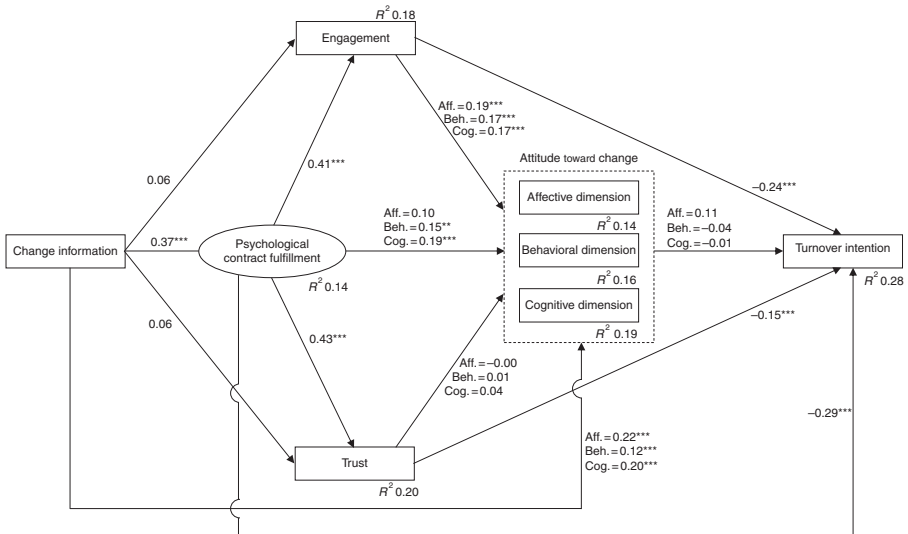 R² 0.18
Engagement
Aff.=0.19***
Beh.=0.17***
Cog.=0.17***
Attitude toward change
0.41***
0.06
−0.24***
Affective dimension
R² 0.14
Aff.=0.10
Beh.=0.15**
Cog.=0.19***
Aff.=0.11
Beh.=−0.04
Cog.=−0.01
Change information
0.37***
Psychological
contract fulfillment
R² 0.14
Behavioral dimension
R² 0.16
Turnover intention
R² 0.28
Cognitive dimension
R² 0.19
0.06
0.43***
−0.15***
Aff.=−0.00
Beh.=0.01
Cog.=0.04
−0.29***
Aff.=0.22***
Beh.=0.12***
Cog.=0.20***
Trust
R² 0.20